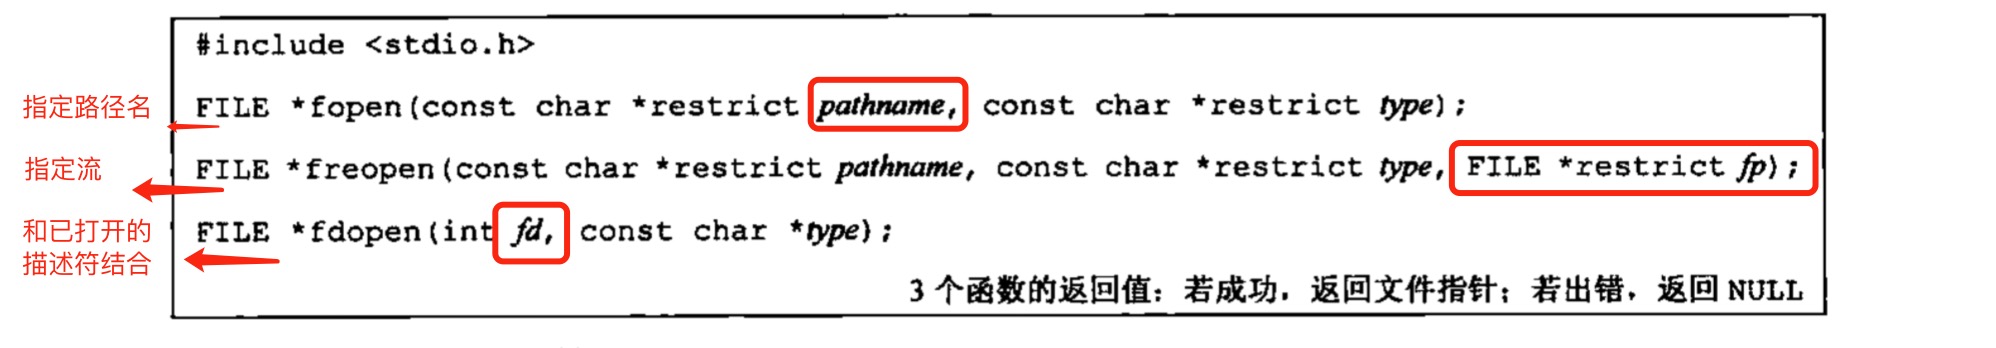 #include <stdio.h>
指定路径名
FILE *fopen(const char *restrict pathname, const char *restrict type);
指定流
FILE *freopen(const char *restrict pathname, const char *restrict type, FILE *restrict fp);
和已打开的
描述符结合
FILE *fdopen(int fd, const char *type);
3 个函数的返回值：若成功，返回文件指针；若出错，返回 NULL